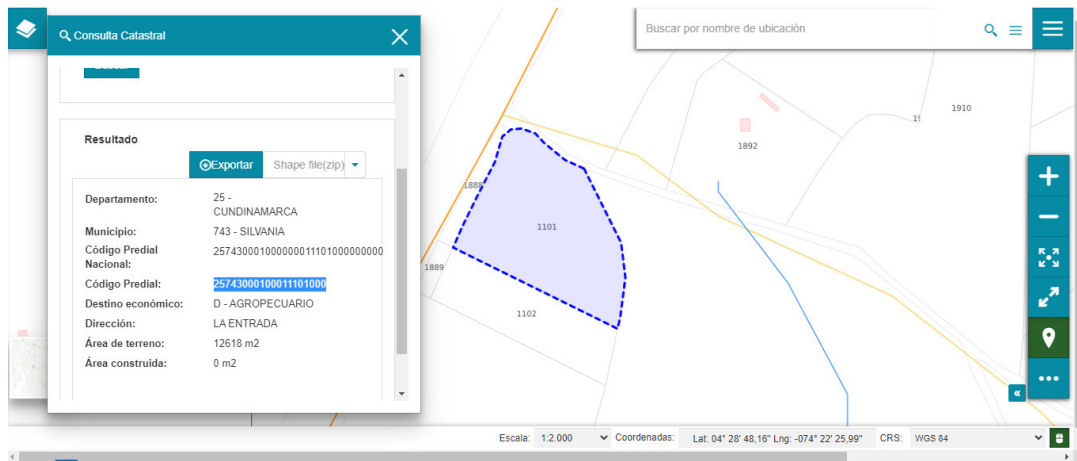 Consulta Catastral
Buscar por nombre de ubicación
Resultado
Exportar
Shape file(zip)
Departamento: 25 -
CUNDINAMARCA
Municipio: 743 - SILVANIA
Código Predial
Nacional: 257430001000000011101000000000
Código Predial: 25743000100011101000
Destino económico: D - AGROPECUARIO
Dirección: LA ENTRADA
Área de terreno: 12618 m2
Área construida: 0 m2
1910
1892
1888
1101
1889
1102
Escala: 1:2.000 Coordenadas: Lat: 04° 28' 48,16" Lng: -074° 22' 25,99" CRS: WGS 84